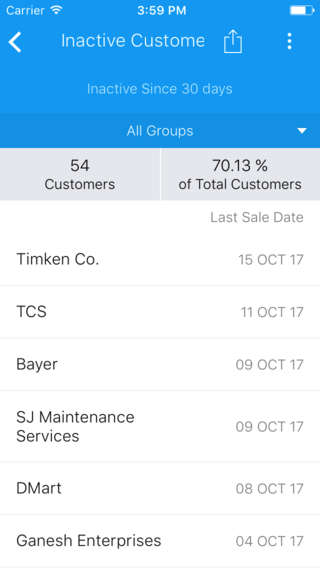 Carrier 3:59 PM
Inactive Custome
Inactive Since 30 days
All Groups
54 70.13 %
Customers of Total Customers
Last Sale Date
Timken Co. 15 OCT 17
TCS 11 OCT 17
Bayer 09 OCT 17
SJ Maintenance
Services 09 OCT 17
DMart 08 OCT 17
Ganesh Enterprises 04 OCT 17